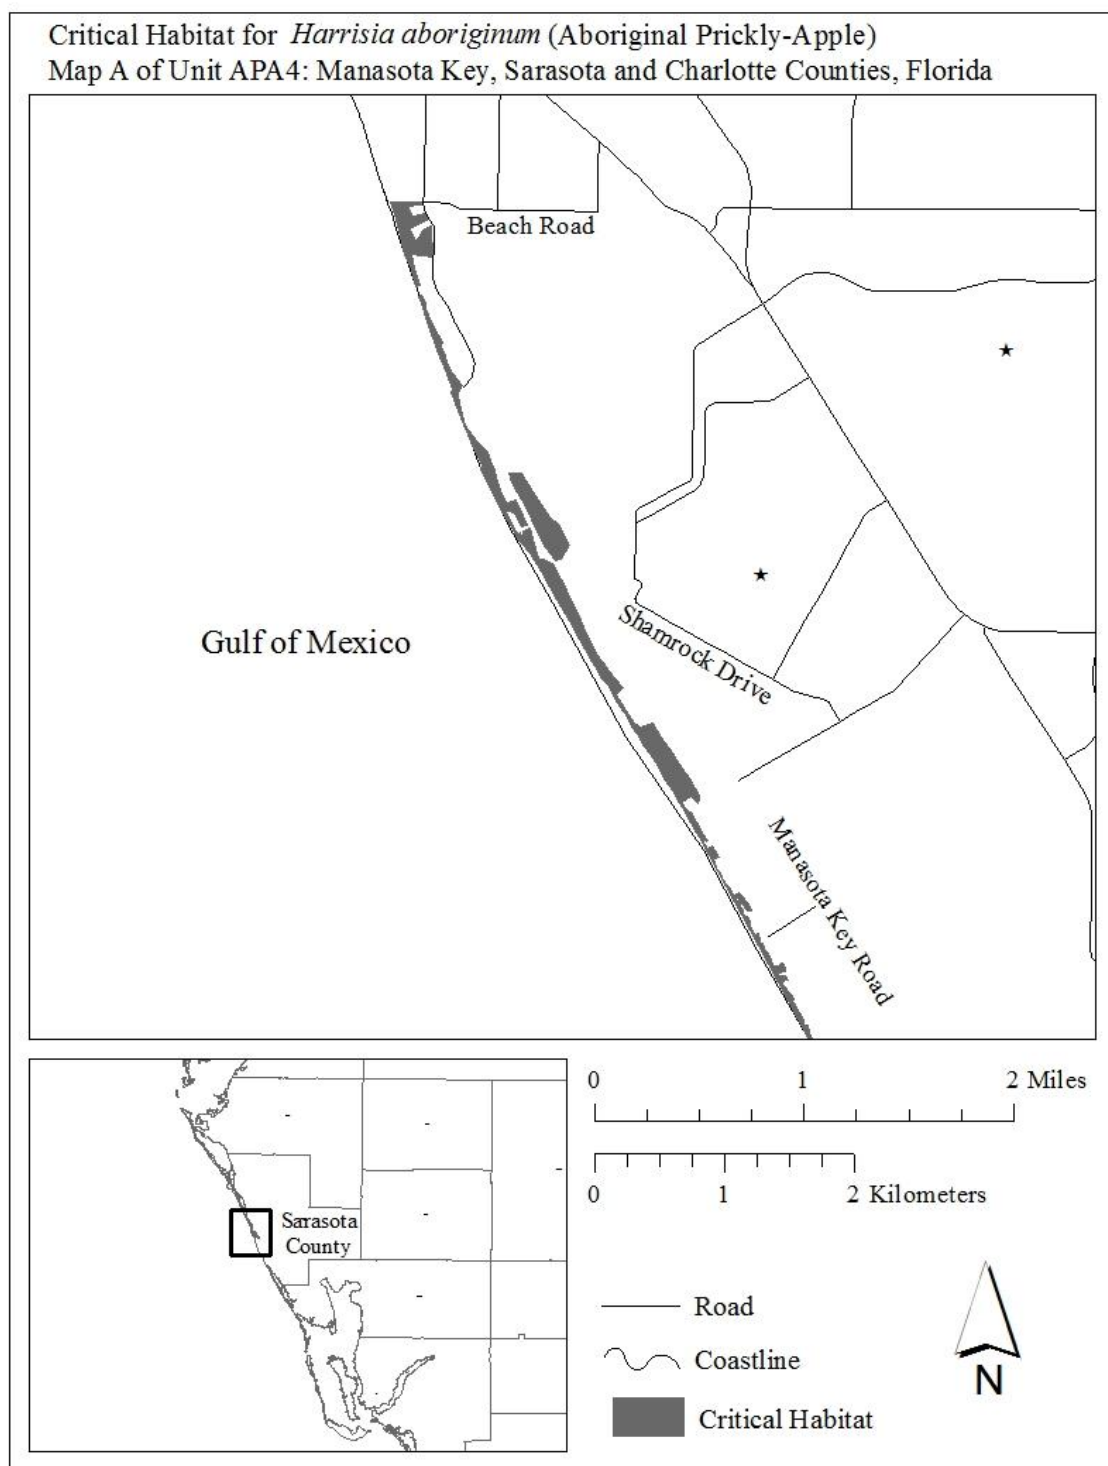 Critical Habitat for Harrisia aboriginum (Aboriginal Prickly-Apple)
Map A of Unit APA4: Manasota Key, Sarasota and Charlotte Counties, Florida
Beach Road
Gulf of Mexico
Shamrock Drive
Manasota Key Road
Sarasota
County
0 1 2 Miles
0 1 2 Kilometers
Road
Coastline
Critical Habitat
N